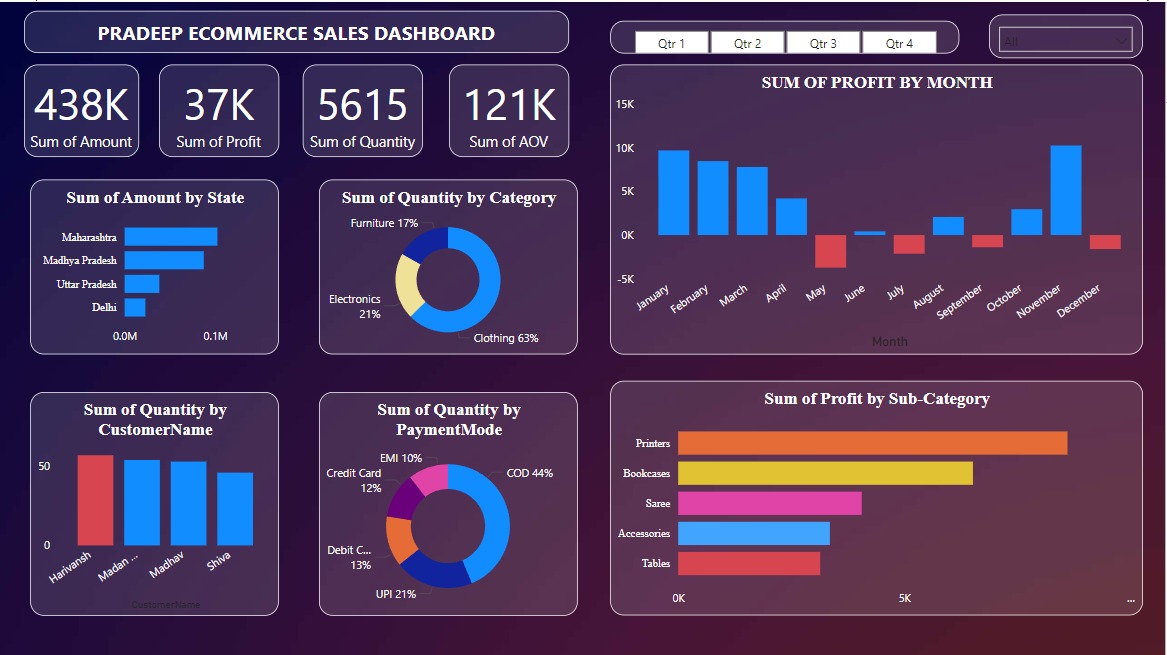 PRADEEP ECOMMERCE SALES DASHBOARD
Qtr 1
Qtr 2
Qtr 3
Qtr 4
All
438K
Sum of Amount
37K
Sum of Profit
5615
Sum of Quantity
121K
Sum of AOV
SUM OF PROFIT BY MONTH
15K
10K
5K
0K
-5K
January
February
March
April
May
June
July
August
September
October
November
December
Month
Sum of Amount by State
Maharashtra
Madhya Pradesh
Uttar Pradesh
Delhi
0.0M
0.1M
Sum of Quantity by Category
Furniture 17%
Electronics
21%
Clothing 63%
Sum of Quantity by
CustomerName
50
0
Harivansh
Madan ...
Madhav
Shiva
CustomerName
Sum of Quantity by
PaymentMode
EMI 10%
Credit Card
12%
COD 44%
Debit C...
13%
UPI 21%
Sum of Profit by Sub-Category
Printers
Bookcases
Saree
Accessories
Tables
0K
5K
...